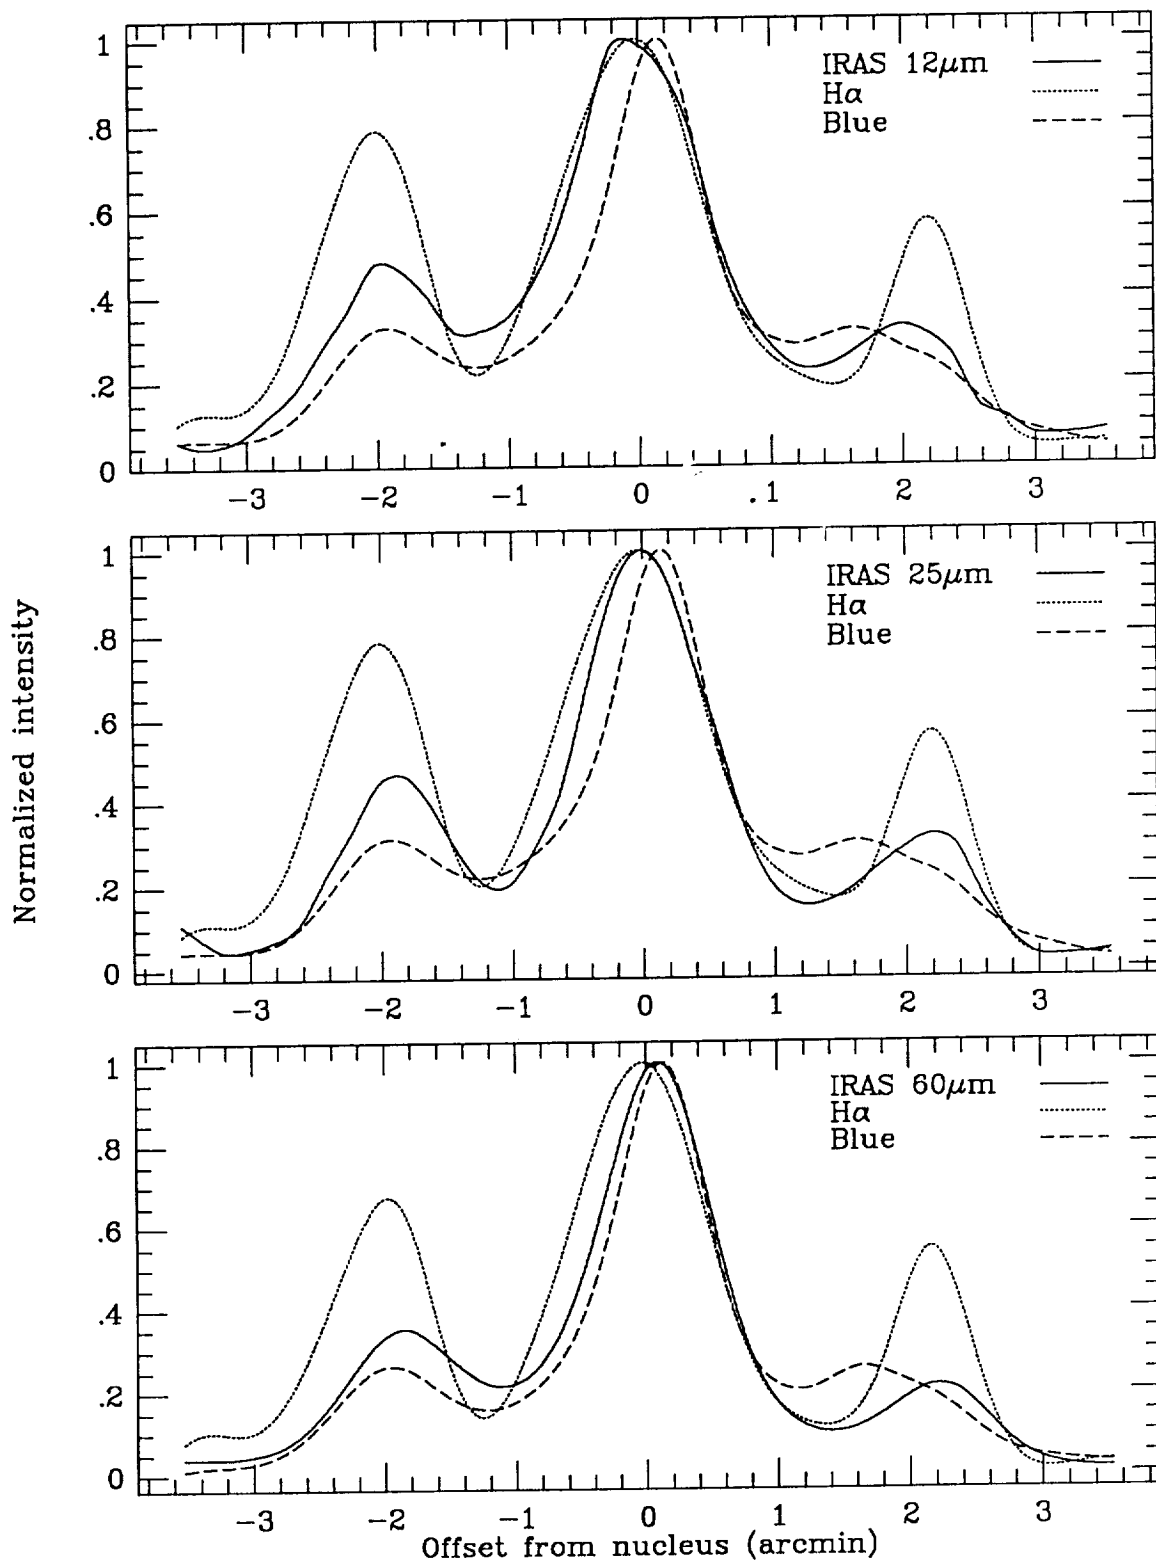 Normalized intensity
1
.8
.6
.4
.2
0
IRAS 12μm
Hα
Blue
-3 -2 -1 0 .1 2 3
1
.8
.6
.4
.2
0
IRAS 25μm
Hα
Blue
-3 -2 -1 0 1 2 3
1
.8
.6
.4
.2
0
IRAS 60μm
Hα
Blue
-3 -2 -1 0 1 2 3
Offset from nucleus (arcmin)